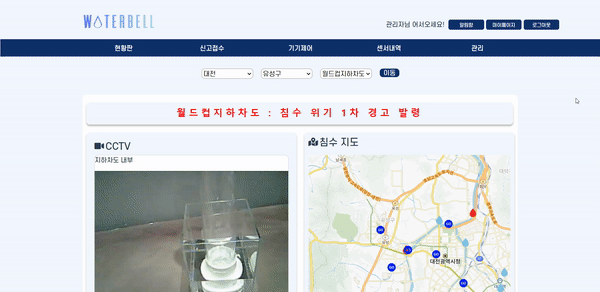 WATERBELL
관리자님 어서오세요! 알림함 마이페이지 로그아웃
현황판 신고접수 기기제어 센서내역 관리
대전 유성구 월드컵지하차도 이동
월드컵지하차도 : 침수 위기 1차 경고 발령
CCTV
지하차도 내부
침수 지도
대전광역시청